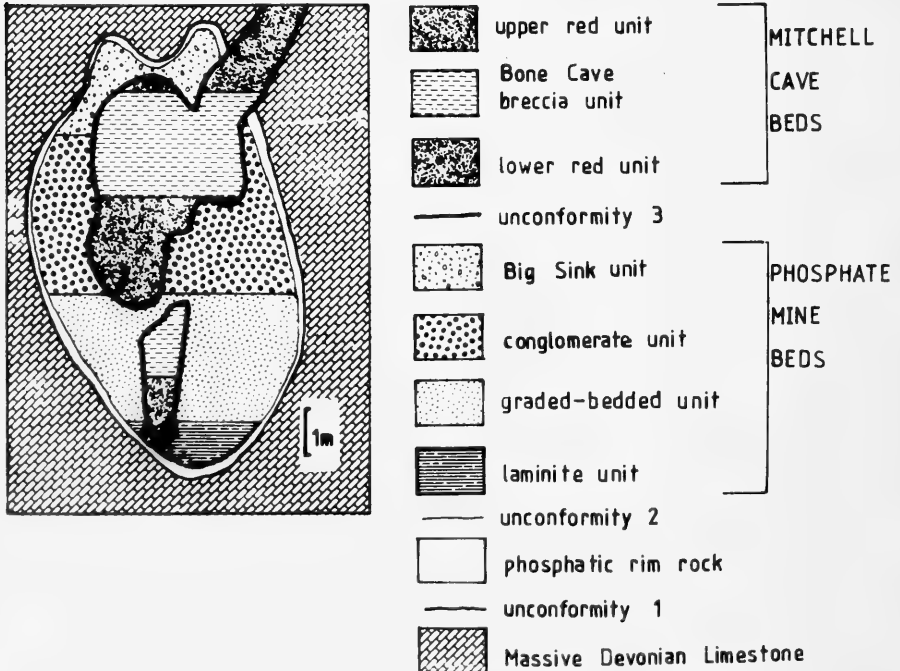 upper red unit
Bone Cave
breccia unit
lower red unit
MITCHELL
CAVE
BEDS
unconformity 3
Big Sink unit
conglomerate unit
graded-bedded unit
laminite unit
PHOSPHATE
MINE
BEDS
unconformity 2
phosphatic rim rock
unconformity 1
Massive Devonian Limestone
1m